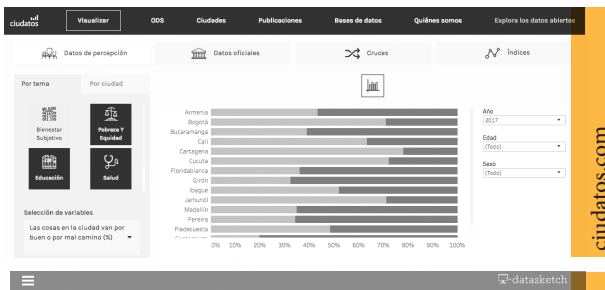 ciudatos
Visualizar
ODS
Ciudades
Publicaciones
Bases de datos
Quiénes somos
Explora los datos abiertos
Datos de percepción
Datos oficiales
Cruces
Índices
Por tema
Por ciudad
Bienestar
Subjetivo
Pobreza Y
Equidad
Educación
Salud
Selección de variables
Las cosas en la ciudad van por
buen o por mal camino (%)
Armenia
Bogotá
Bucaramanga
Cali
Cartagena
Cucuta
Floridablanca
Girón
Ibagué
Jamundí
Medellín
Pereira
Piedecuesta
0% 10% 20% 30% 40% 50% 60% 70% 80% 90% 100%
Año
2017
Edad
(Todo)
Sexo
(Todo)
ciudatos.com
datasketch